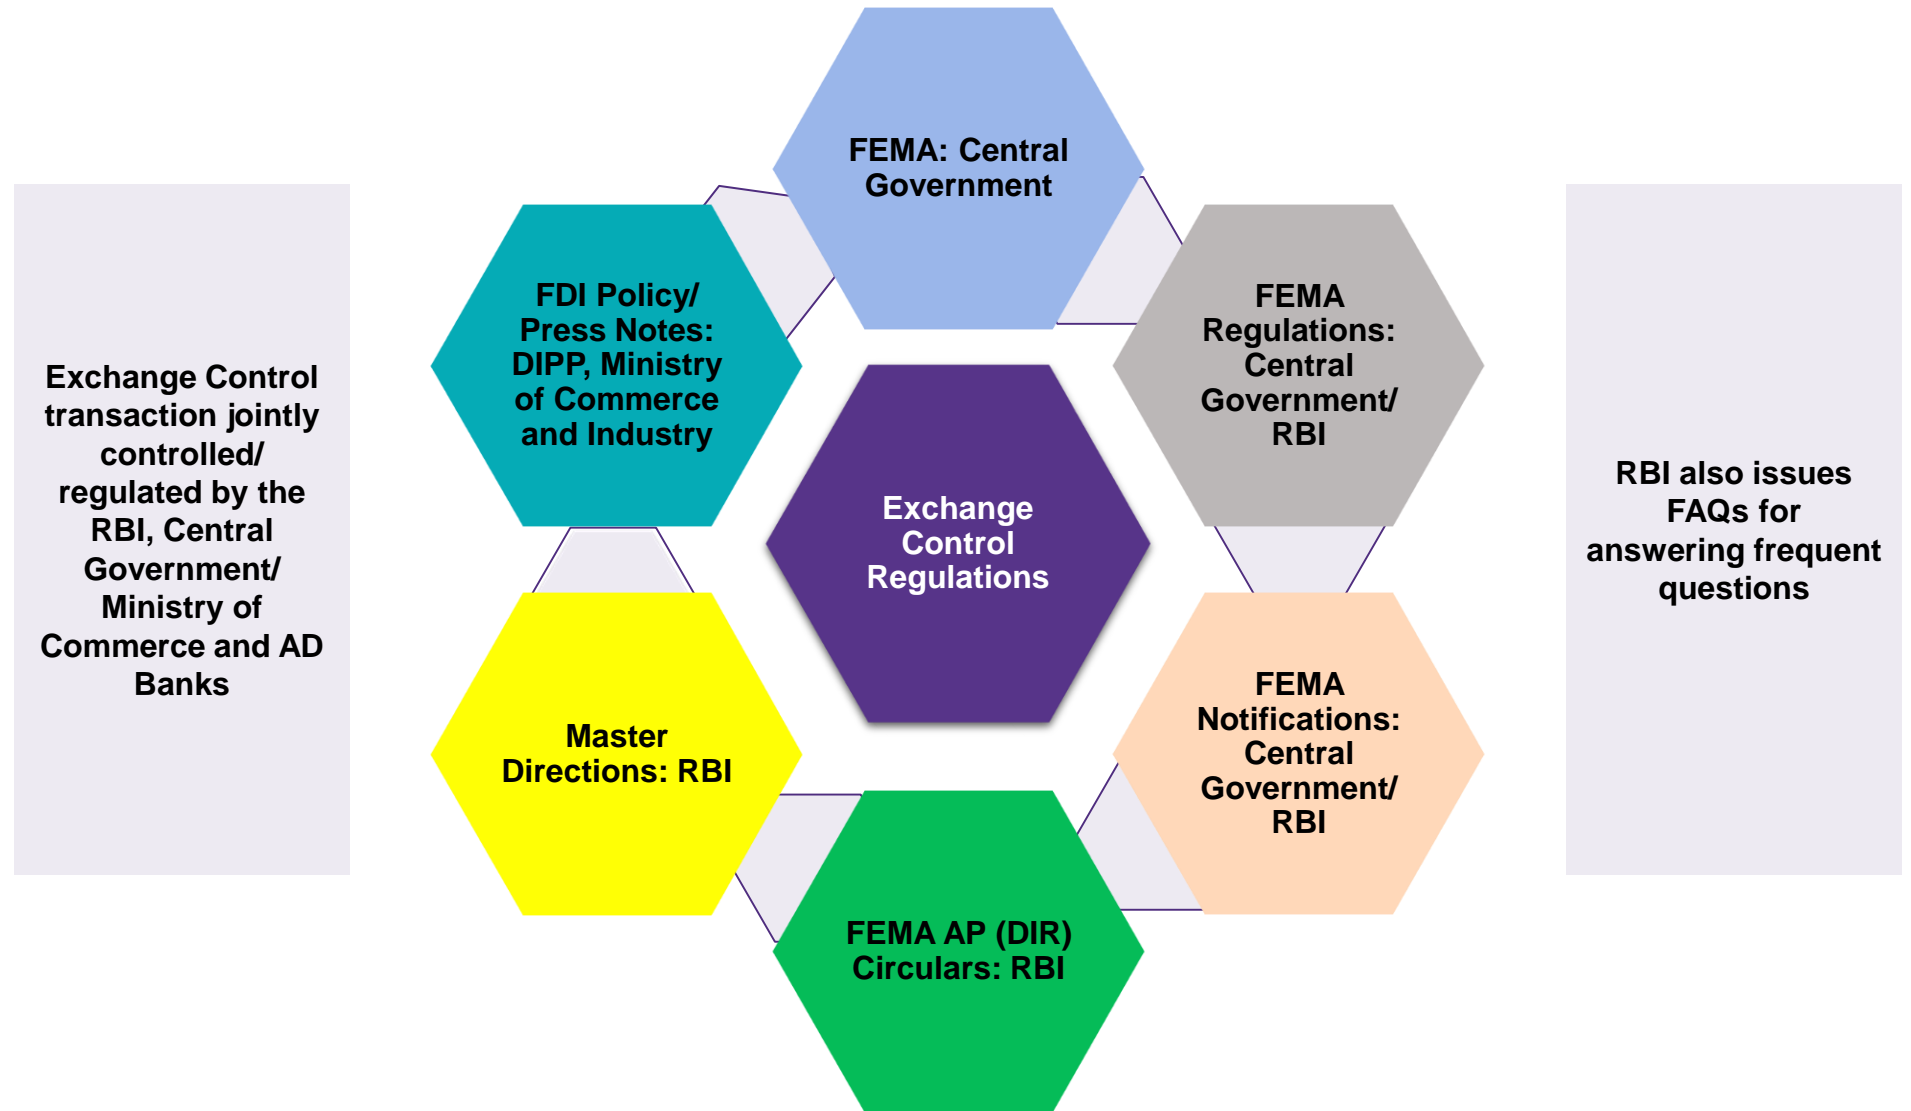 Exchange Control
transaction jointly
controlled/
regulated by the
RBI, Central
Government/
Ministry of
Commerce and AD
Banks
FEMA: Central
Government
FEMA
Regulations:
Central
Government/
RBI
FEMA
Notifications:
Central
Government/
RBI
FEMA AP (DIR)
Circulars: RBI
Master
Directions: RBI
FDI Policy/
Press Notes:
DIPP, Ministry
of Commerce
and Industry
Exchange
Control
Regulations
RBI also issues
FAQs for
answering frequent
questions